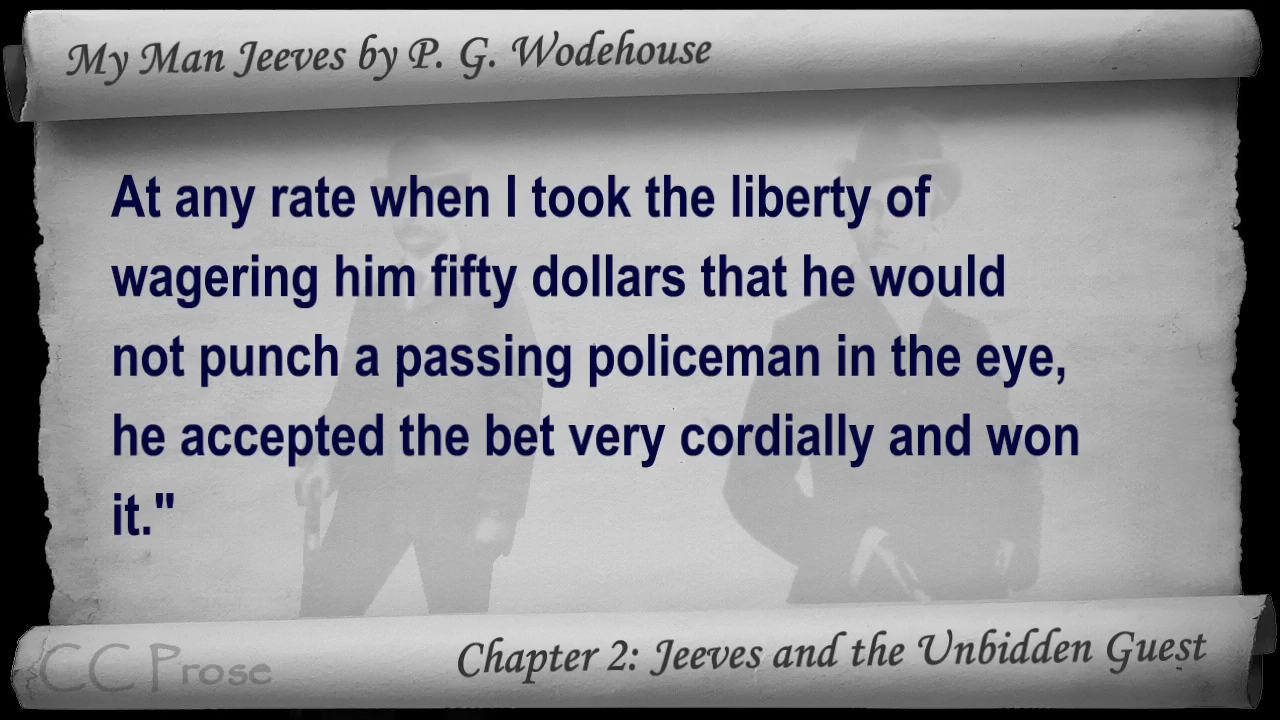 My Man Jeeves by P. G. Wodehouse
At any rate when I took the liberty of
wagering him fifty dollars that he would
not punch a passing policeman in the eye,
he accepted the bet very cordially and won
it."
CC Prose
Chapter 2: Jeeves and the Unbidden Guest